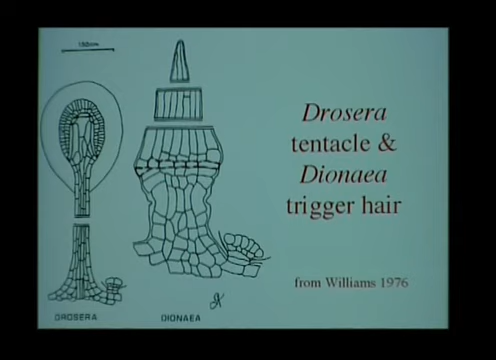 Drosera
tentacle &
Dionaea
trigger hair
from Williams 1976
DROSERA
DIONAEA